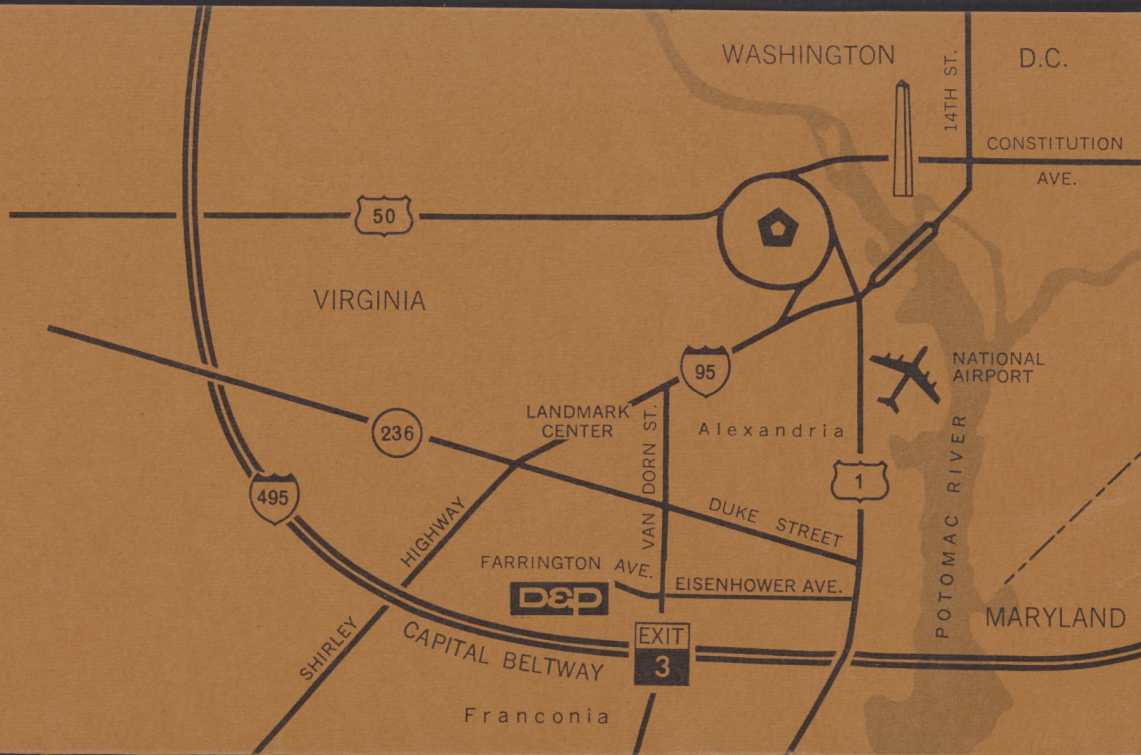 WASHINGTON
D.C.
14TH ST.
CONSTITUTION
AVE.
50
VIRGINIA
NATIONAL
AIRPORT
95
LANDMARK
CENTER
Alexandria
236
VAN DORN ST.
1
POTOMAC RIVER
495
DUKE STREET
HIGHWAY
FARRINGTON AVE.
EISENHOWER AVE.
D&P
MARYLAND
SHIRLEY
CAPITAL BELTWAY
EXIT
3
Franconia